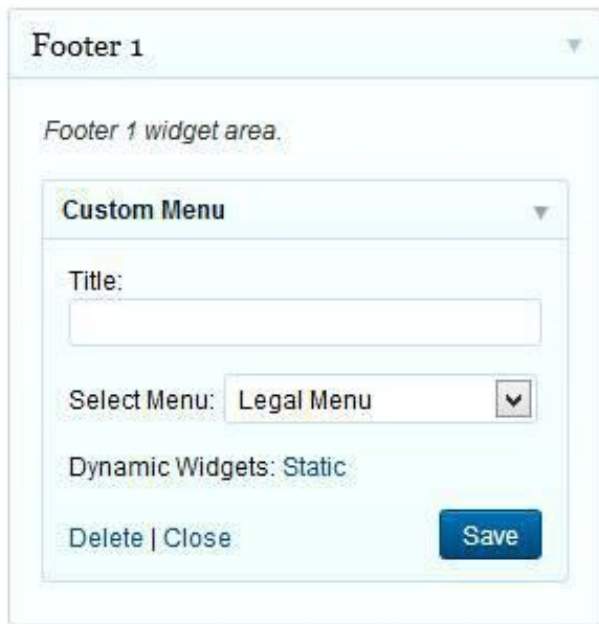 Footer 1
Footer 1 widget area.
Custom Menu
Title:
Select Menu: Legal Menu
Dynamic Widgets: Static
Delete | Close Save